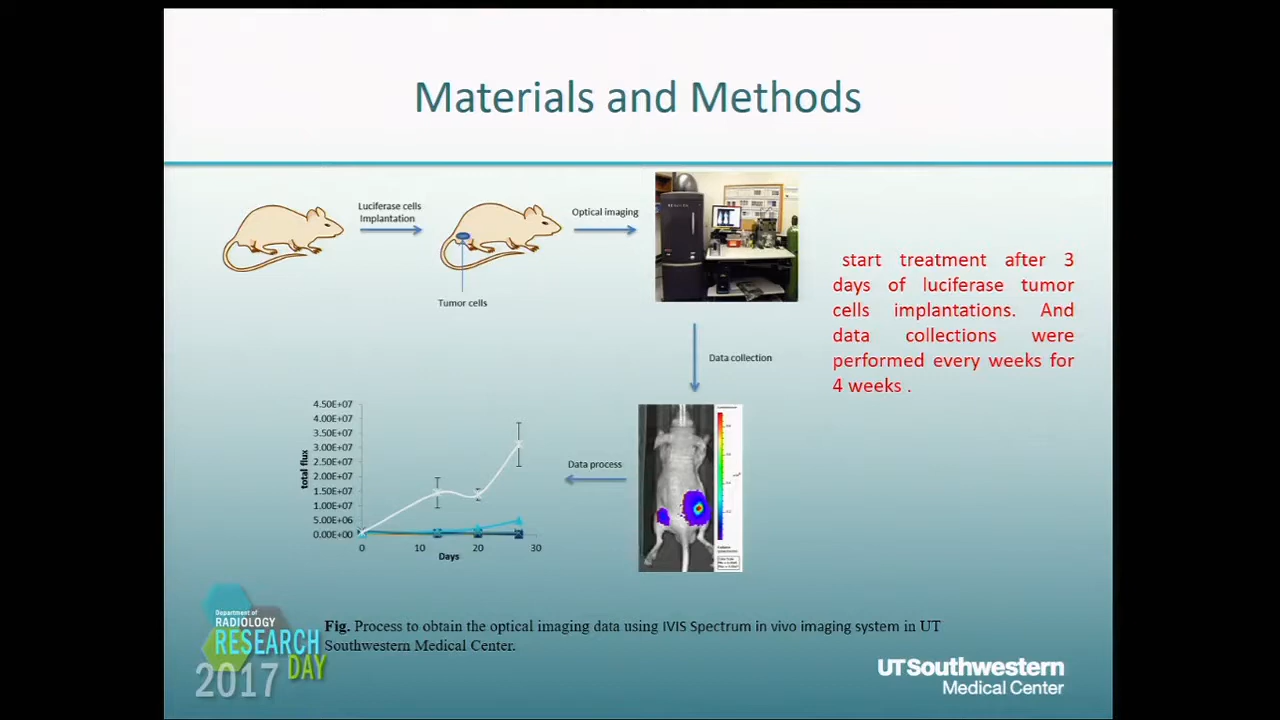 Materials and Methods
Luciferase cells
Implantation
Optical imaging
Tumor cells
start treatment after 3
days of luciferase tumor
cells implantations. And
data collections were
performed every weeks for
4 weeks .
Data collection
Data process
4.50E+07
4.00E+07
3.50E+07
3.00E+07
2.50E+07
2.00E+07
1.50E+07
1.00E+07
5.00E+06
0.00E+00
total flux
0 10 20 30
Days
Fig. Process to obtain the optical imaging data using IVIS Spectrum in vivo imaging system in UT
Southwestern Medical Center.
Department of
RADIOLOGY
RESEARCH
DAY
2017
UTSouthwestern
Medical Center